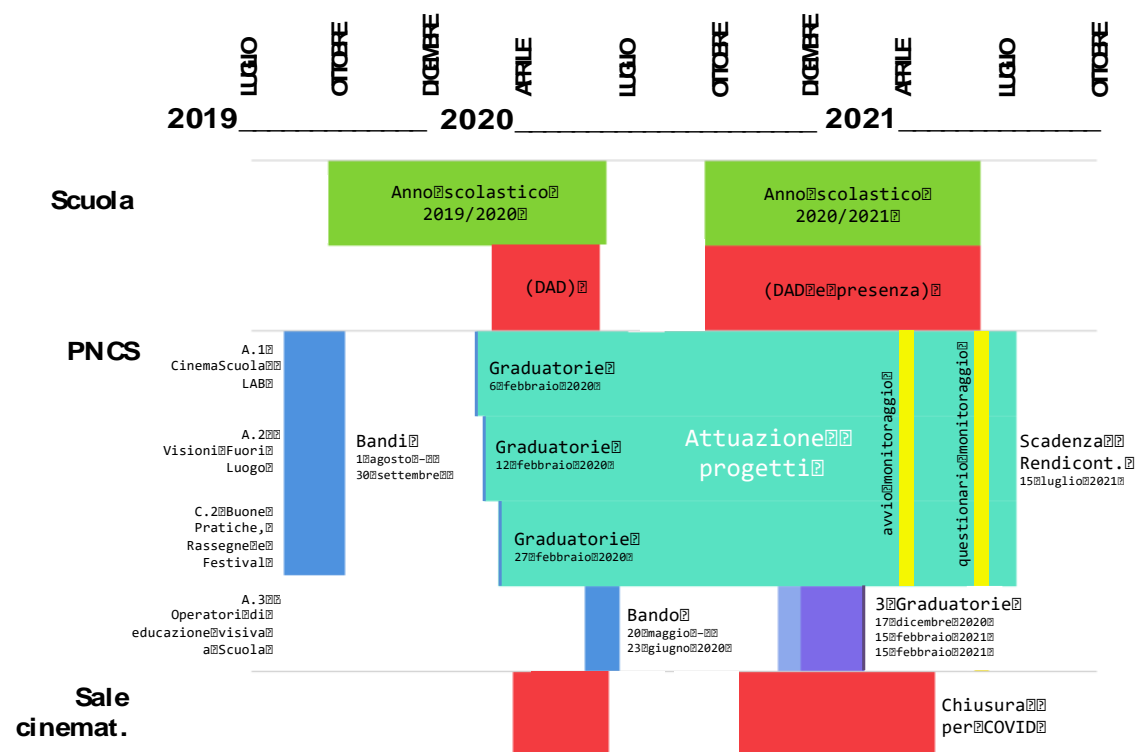 LUGLIO
OTTOBRE
DICEMBRE
APRILE
LUGLIO
OTTOBRE
DICEMBRE
APRILE
LUGLIO
OTTOBRE
2019 2020 2021
Scuola
Anno scolastico
2019/2020
Anno scolastico
2020/2021
(DAD)
(DAD e presenza)
PNCS
A.1
CinemaScuola
LAB
A.2
Visioni Fuori
Luogo
C.2 Buone
Pratiche,
Rassegne e
Festival
A.3
Operatori di
educazione visiva
a Scuola
Bandi
1 agosto –
30 settembre
Graduatorie
6 febbraio 2020
Graduatorie
12 febbraio 2020
Graduatorie
27 febbraio 2020
Attuazione
progetti
avvio monitoraggio
questionario monitoraggio
Scadenza
Rendicont.
15 luglio 2021
Bando
20 maggio –
23 giugno 2020
3 Graduatorie
17 dicembre 2020
15 febbraio 2021
15 febbraio 2021
Sale
cinemat.
Chiusura
per COVID